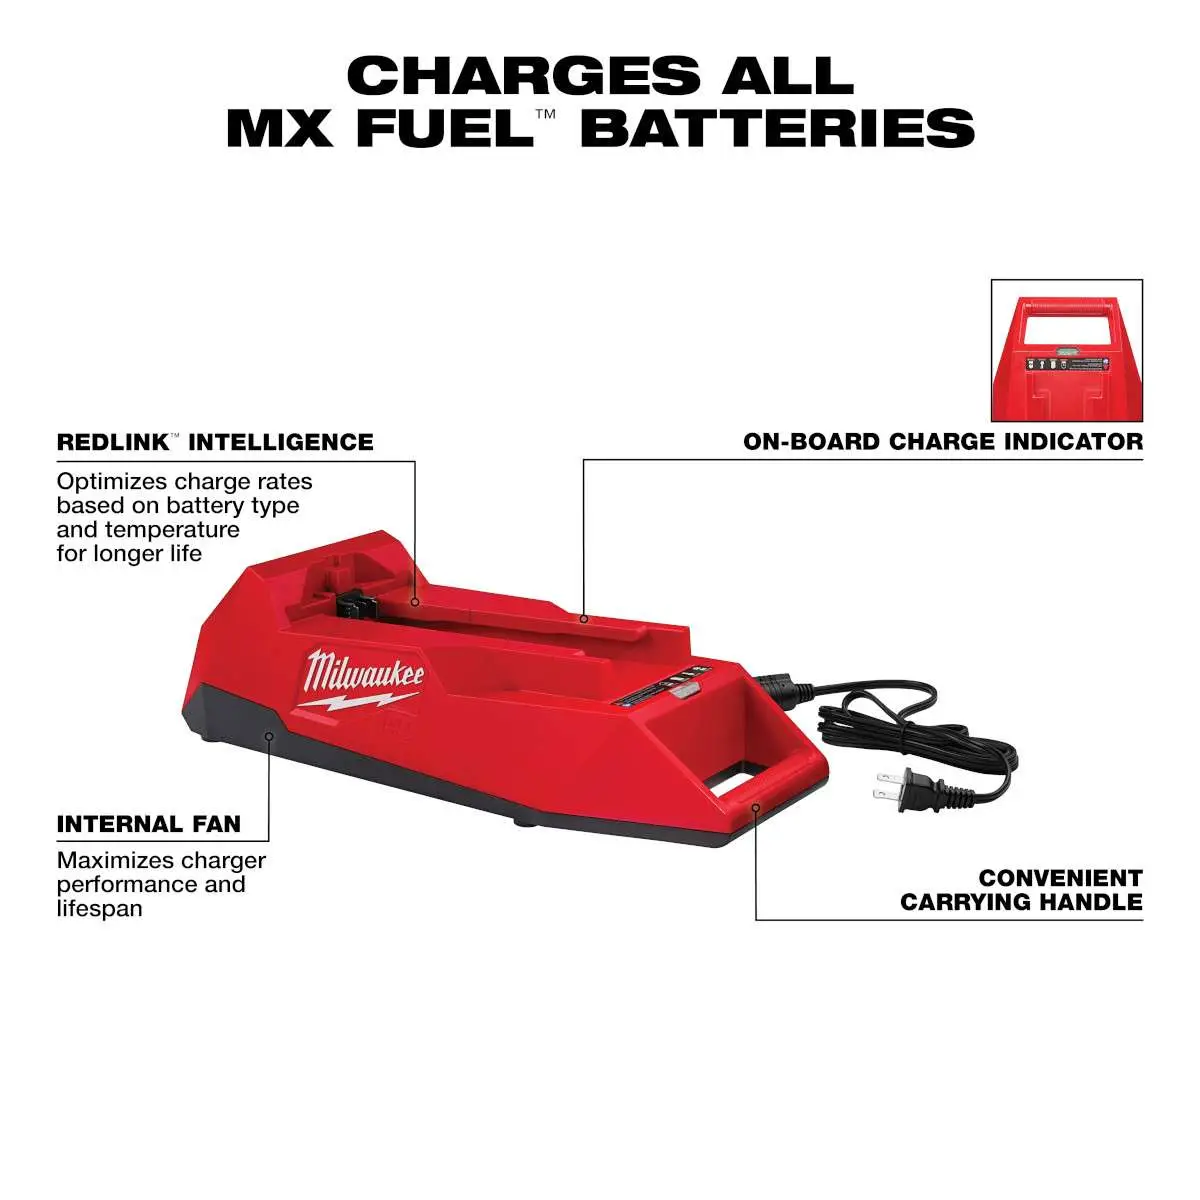 CHARGES ALL
MX FUEL™ BATTERIES
REDLINK™ INTELLIGENCE
Optimizes charge rates
based on battery type
and temperature
for longer life
ON-BOARD CHARGE INDICATOR
Milwaukee
INTERNAL FAN
Maximizes charger
performance and
lifespan
CONVENIENT
CARRYING HANDLE